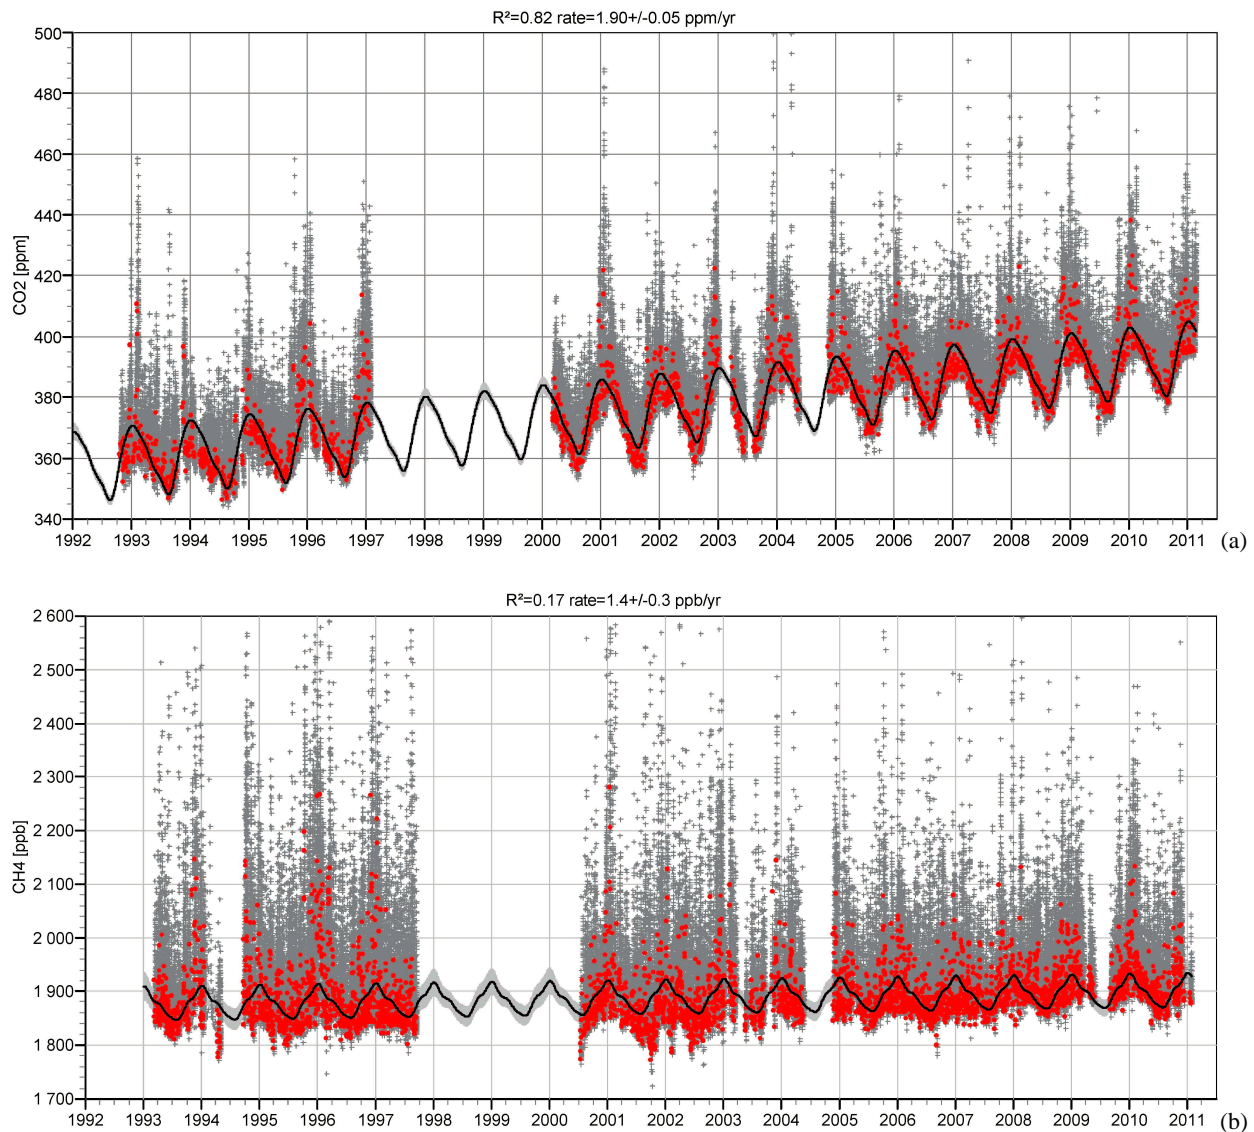 R²=0.82 rate=1.90+/-0.05 ppm/yr
500
480
460
440
420
400
380
360
340
CO2 [ppm]
1992 1993 1994 1995 1996 1997 1998 1999 2000 2001 2002 2003 2004 2005 2006 2007 2008 2009 2010 2011
(a)
R²=0.17 rate=1.4+/-0.3 ppb/yr
2 600
2 500
2 400
2 300
2 200
2 100
2 000
1 900
1 800
1 700
CH4 [ppb]
1992 1993 1994 1995 1996 1997 1998 1999 2000 2001 2002 2003 2004 2005 2006 2007 2008 2009 2010 2011
(b)